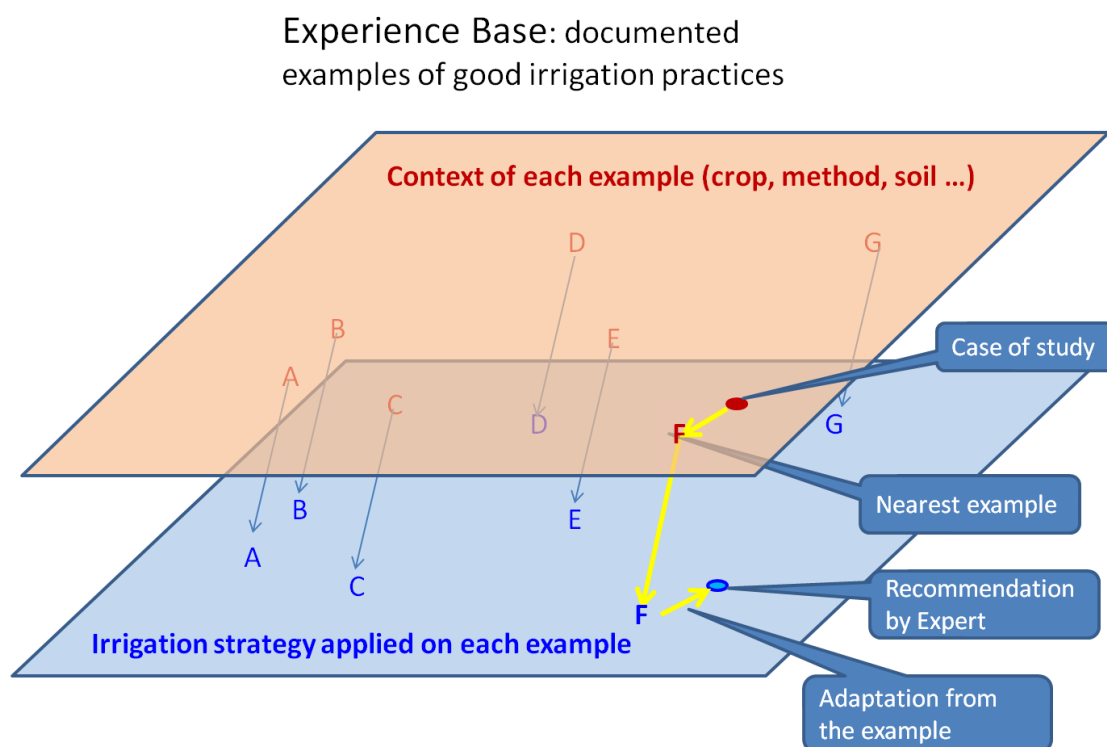 Experience Base: documented
examples of good irrigation practices
Context of each example (crop, method, soil ...)
D
G
B
E
A
C
Case of study
F
D
G
Nearest example
B
E
A
C
Recommendation
by Expert
F
Irrigation strategy applied on each example
Adaptation from
the example